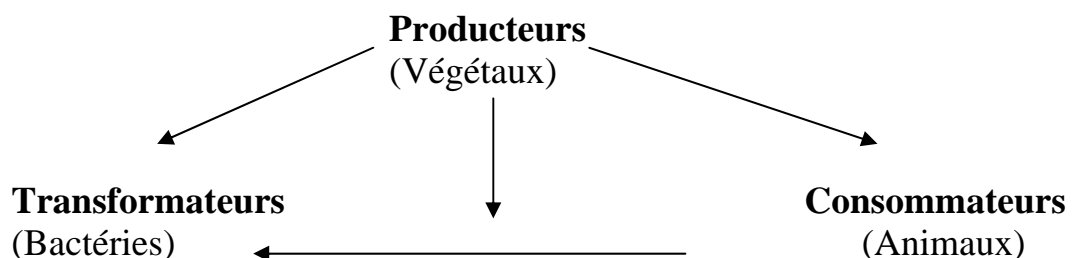 Producteurs
(Végétaux)
Transformateurs
Consommateurs
(Bactéries)
(Animaux)